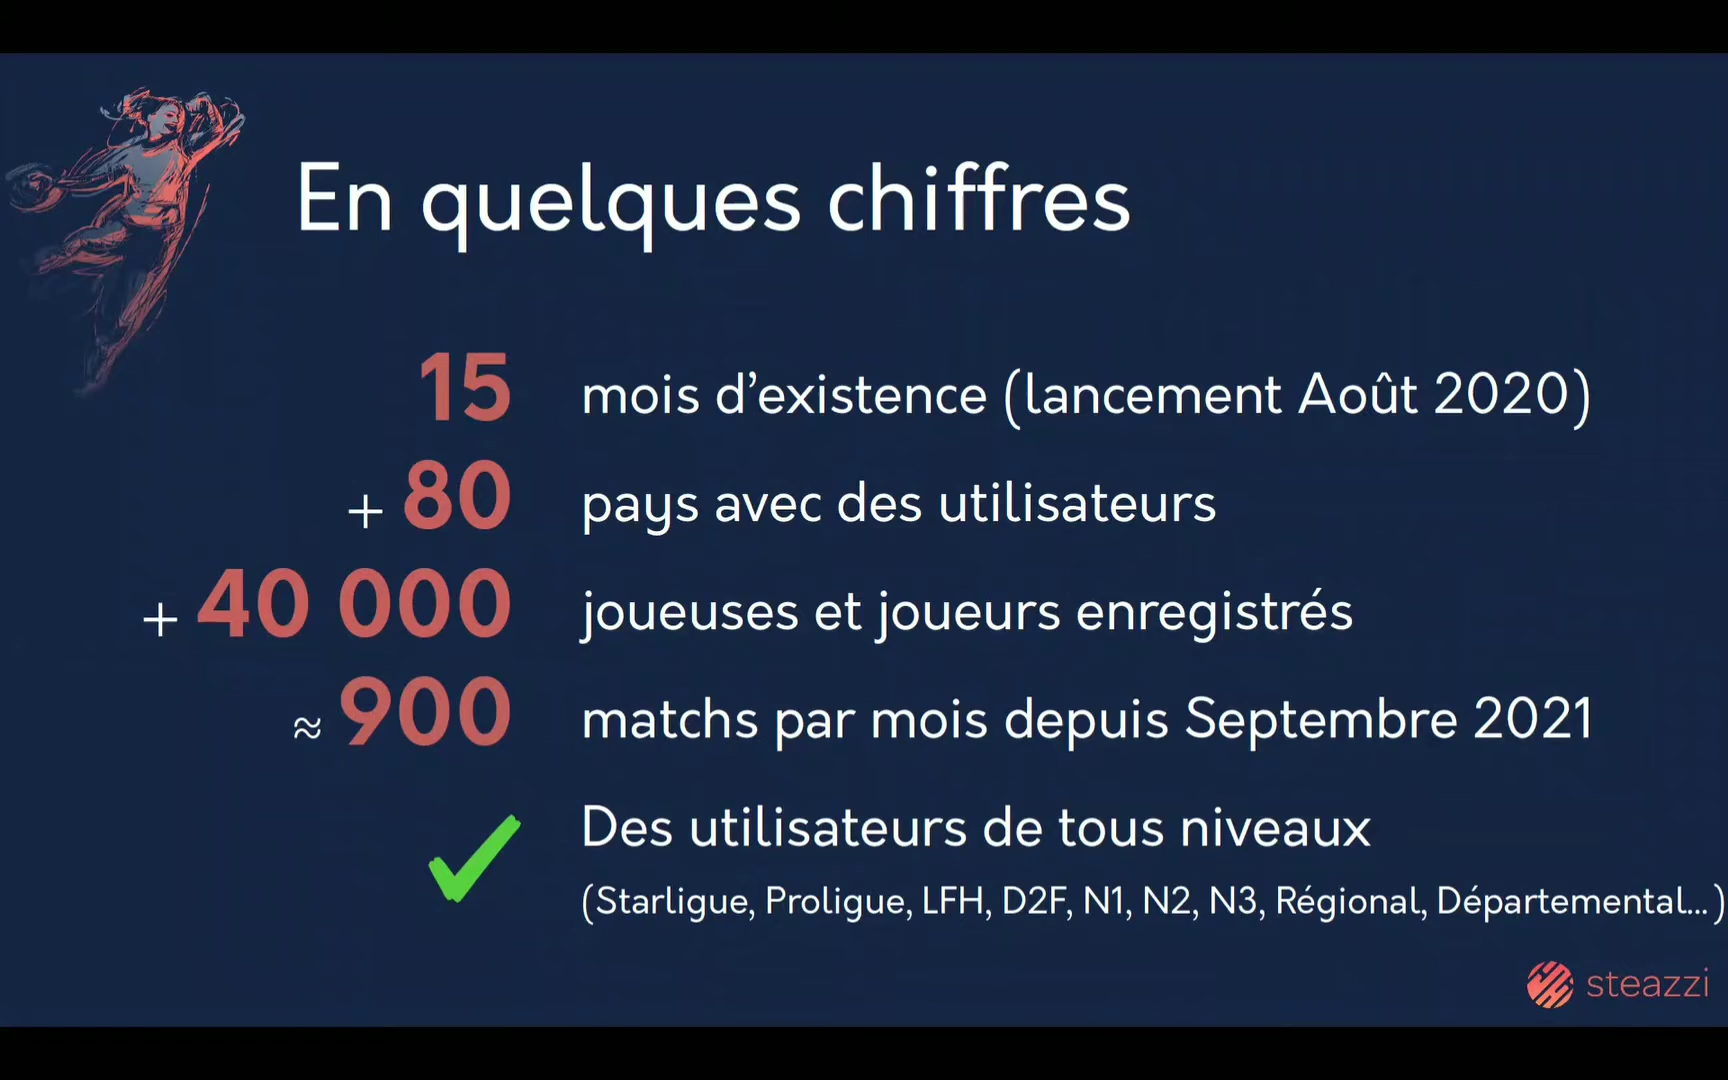 En quelques chiffres
15 mois d’existence (lancement Août 2020)
+ 80 pays avec des utilisateurs
+ 40 000 joueuses et joueurs enregistrés
≈ 900 matchs par mois depuis Septembre 2021
Des utilisateurs de tous niveaux
(Starligue, Proligue, LFH, D2F, N1, N2, N3, Régional, Départemental...)
steazzi